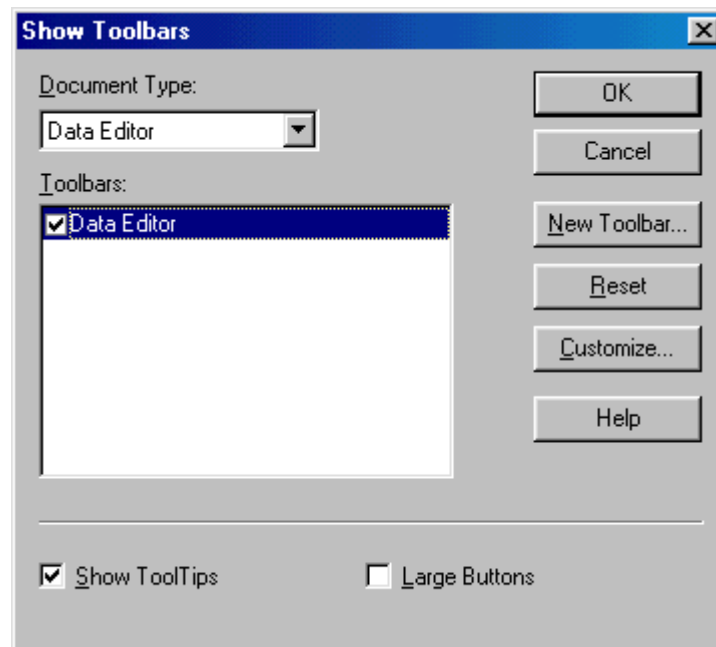 Show Toolbars
Document Type:
Data Editor
Toolbars:
Data Editor
OK
Cancel
New Toolbar...
Reset
Customize...
Help
Show ToolTips
Large Buttons